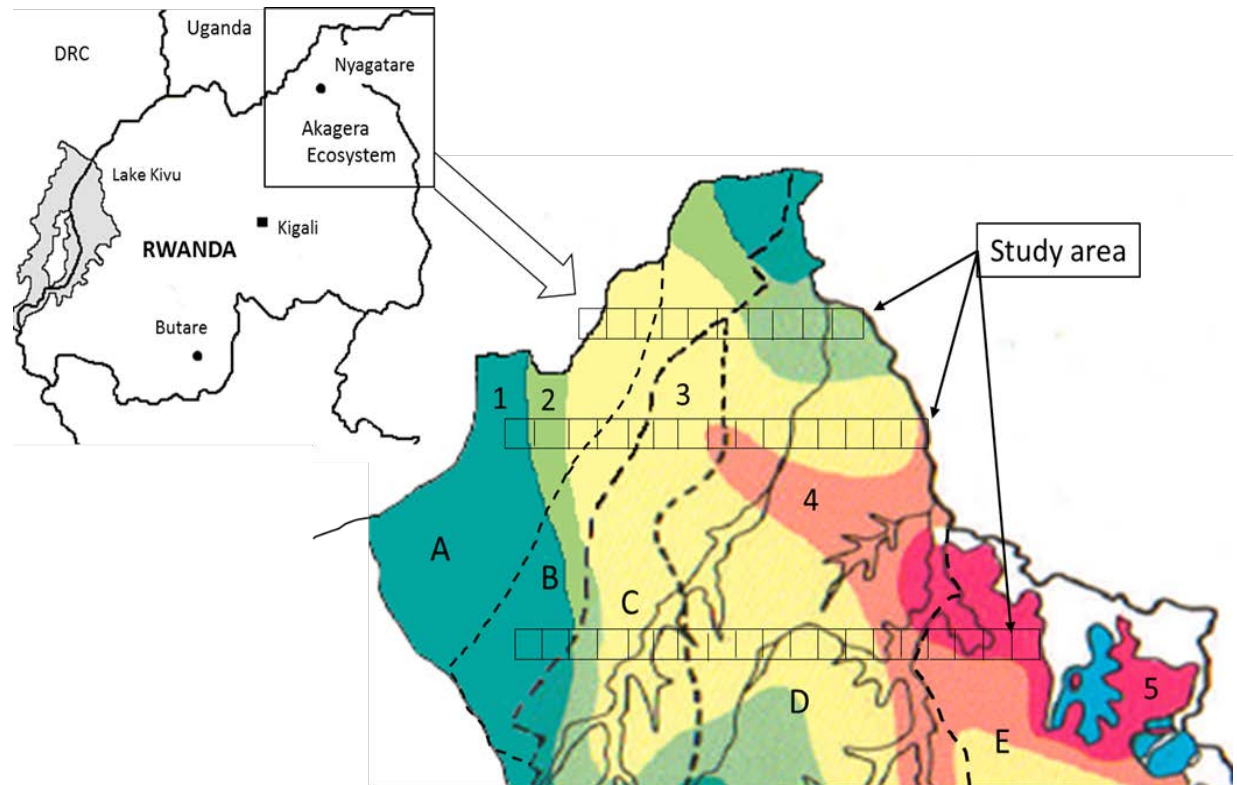 Uganda
DRC
Nyagatare
Akagera
Ecosystem
Lake Kivu
Kigali
RWANDA
Butare
Study area
1
2
3
4
A
B
C
D
E
5